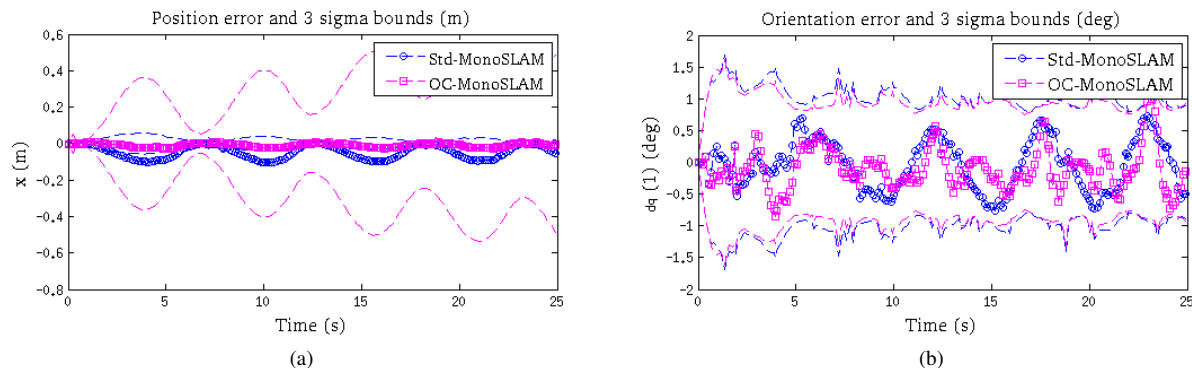 Position error and 3 sigma bounds (m)
0.6
0.4
0.2
0
-0.2
-0.4
-0.6
-0.8
x (m)
Std-MonoSLAM
OC-MonoSLAM
0 5 10 15 20 25
Time (s)
(a)
Orientation error and 3 sigma bounds (deg)
2
1.5
1
0.5
0
-0.5
-1
-1.5
-2
dq (1) (deg)
Std-MonoSLAM
OC-MonoSLAM
0 5 10 15 20 25
Time (s)
(b)